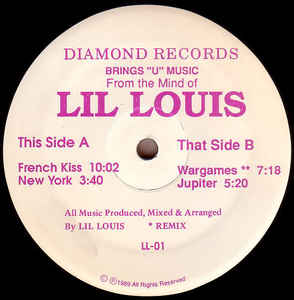 DIAMOND RECORDS
BRINGS "U" MUSIC
From the Mind of
LIL LOUIS
This Side A
That Side B
French Kiss 10:02
New York 3:40
Wargames ** 7:18
Jupiter 5:20
All Music Produced, Mixed & Arranged
By LIL LOUIS * REMIX
LL-01
© ℗1989 All Rights Reserved